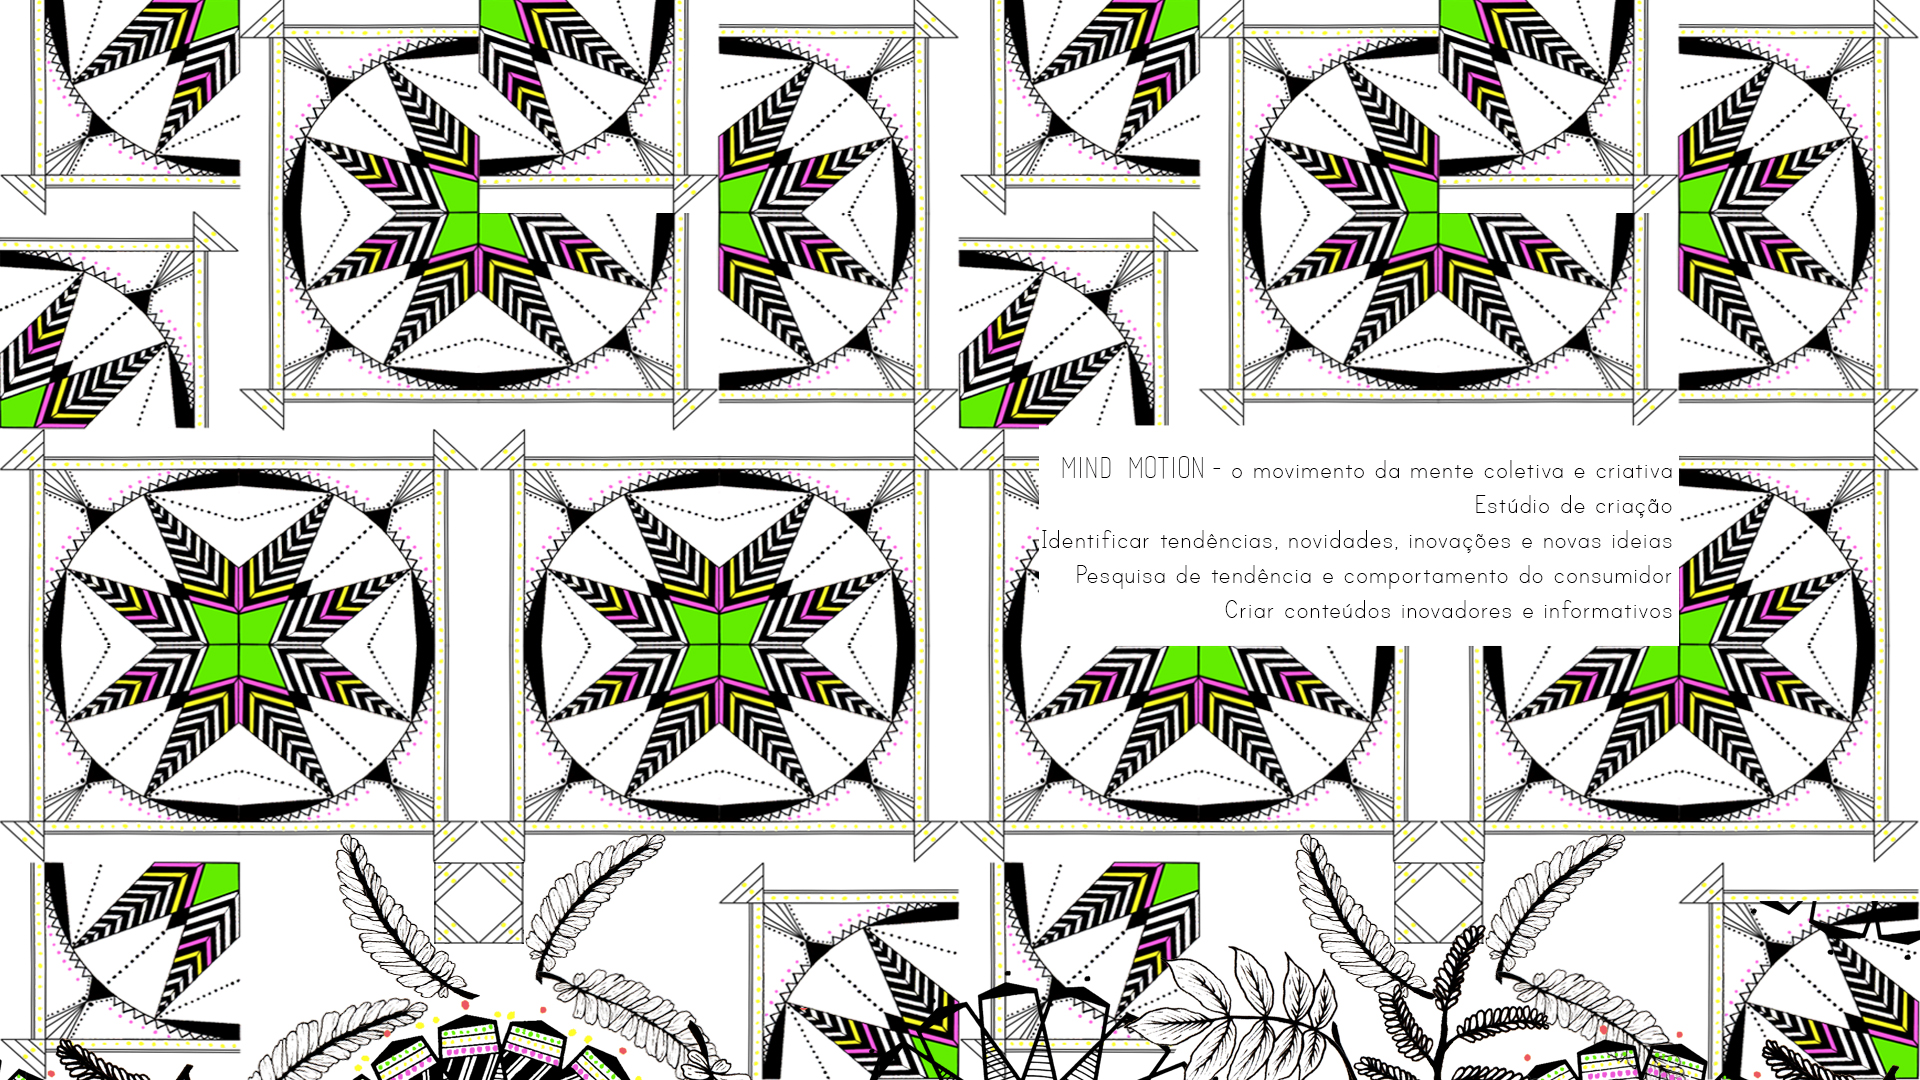 MIND MOTION - o movimento da mente coletiva e criativa
Estúdio de criação
Identificar tendências, novidades, inovações e novas ideias
Pesquisa de tendência e comportamento do consumidor
Criar conteúdos inovadores e informativos